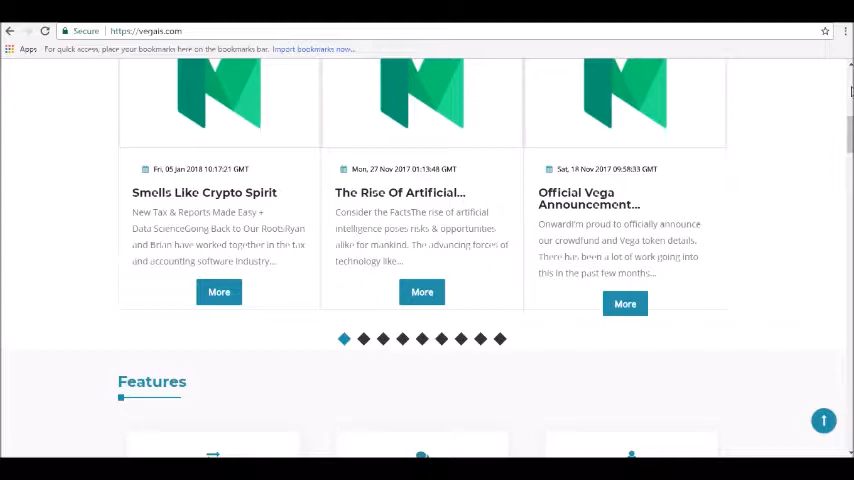 Secure https://vegais.com
Apps For quick access, place your bookmarks here on the bookmarks bar. Import bookmarks now...
Fri, 05 Jan 2018 10:17:21 GMT
Smells Like Crypto Spirit
New Tax & Reports Made Easy +
Data ScienceGoing Back to Our RootsRyan
and Brian have worked together in the tax
and accounting software industry...
More
Mon, 27 Nov 2017 01:13:48 GMT
The Rise Of Artificial...
Consider the FactsThe rise of artificial
intelligence poses risks & opportunities
alike for mankind. The advancing forces of
technology like...
More
Sat, 18 Nov 2017 09:58:33 GMT
Official Vega
Announcement...
OnwardI'm proud to officially announce
our crowdfund and Vega token details.
There has been a lot of work going into
this in the past few months...
More
Features